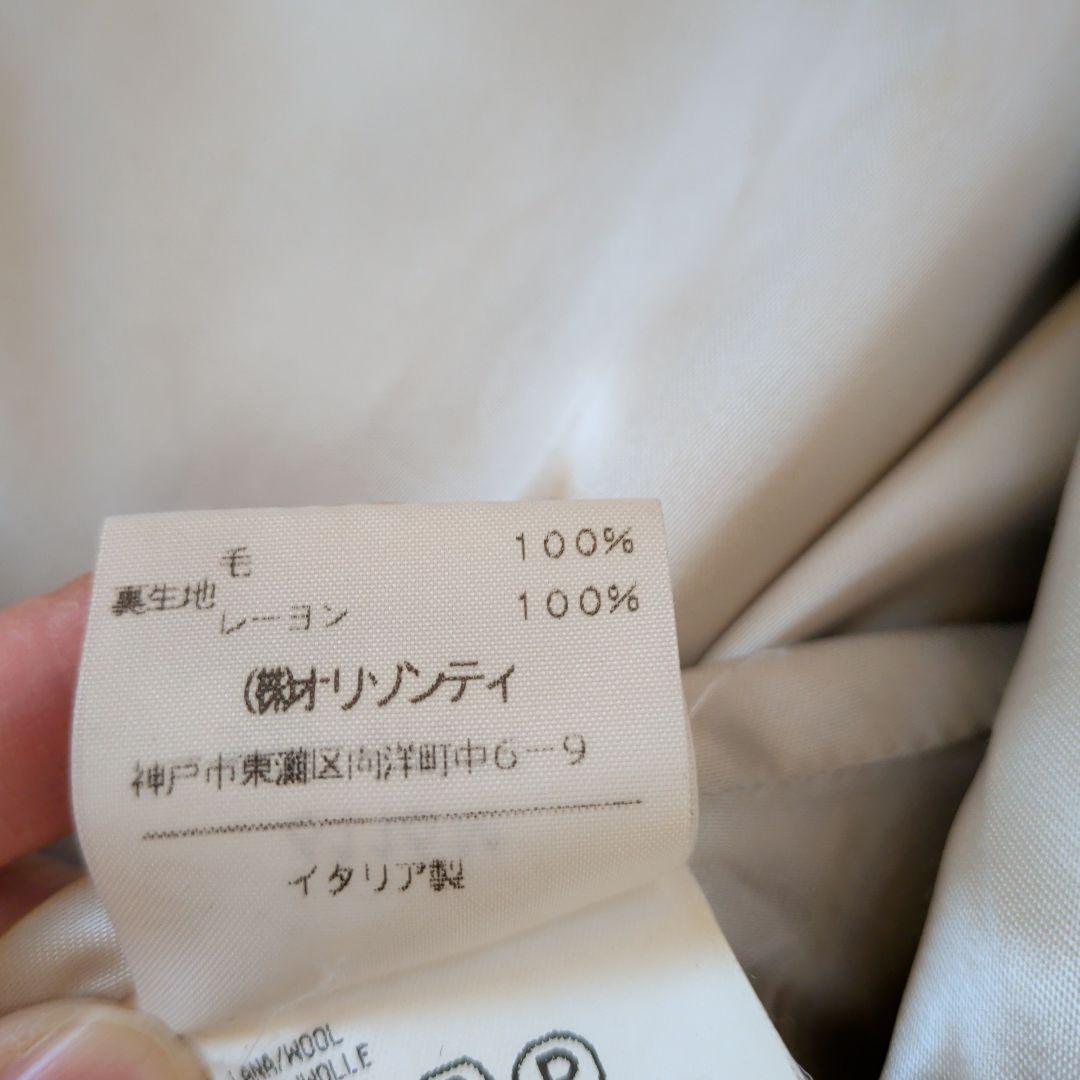 毛 100%
裏生地
レーヨン 100%
(株)オリゾンティ
神戸市東灘区向洋町中6-9
イタリア製
LANA/WOOL
WOLLE
P